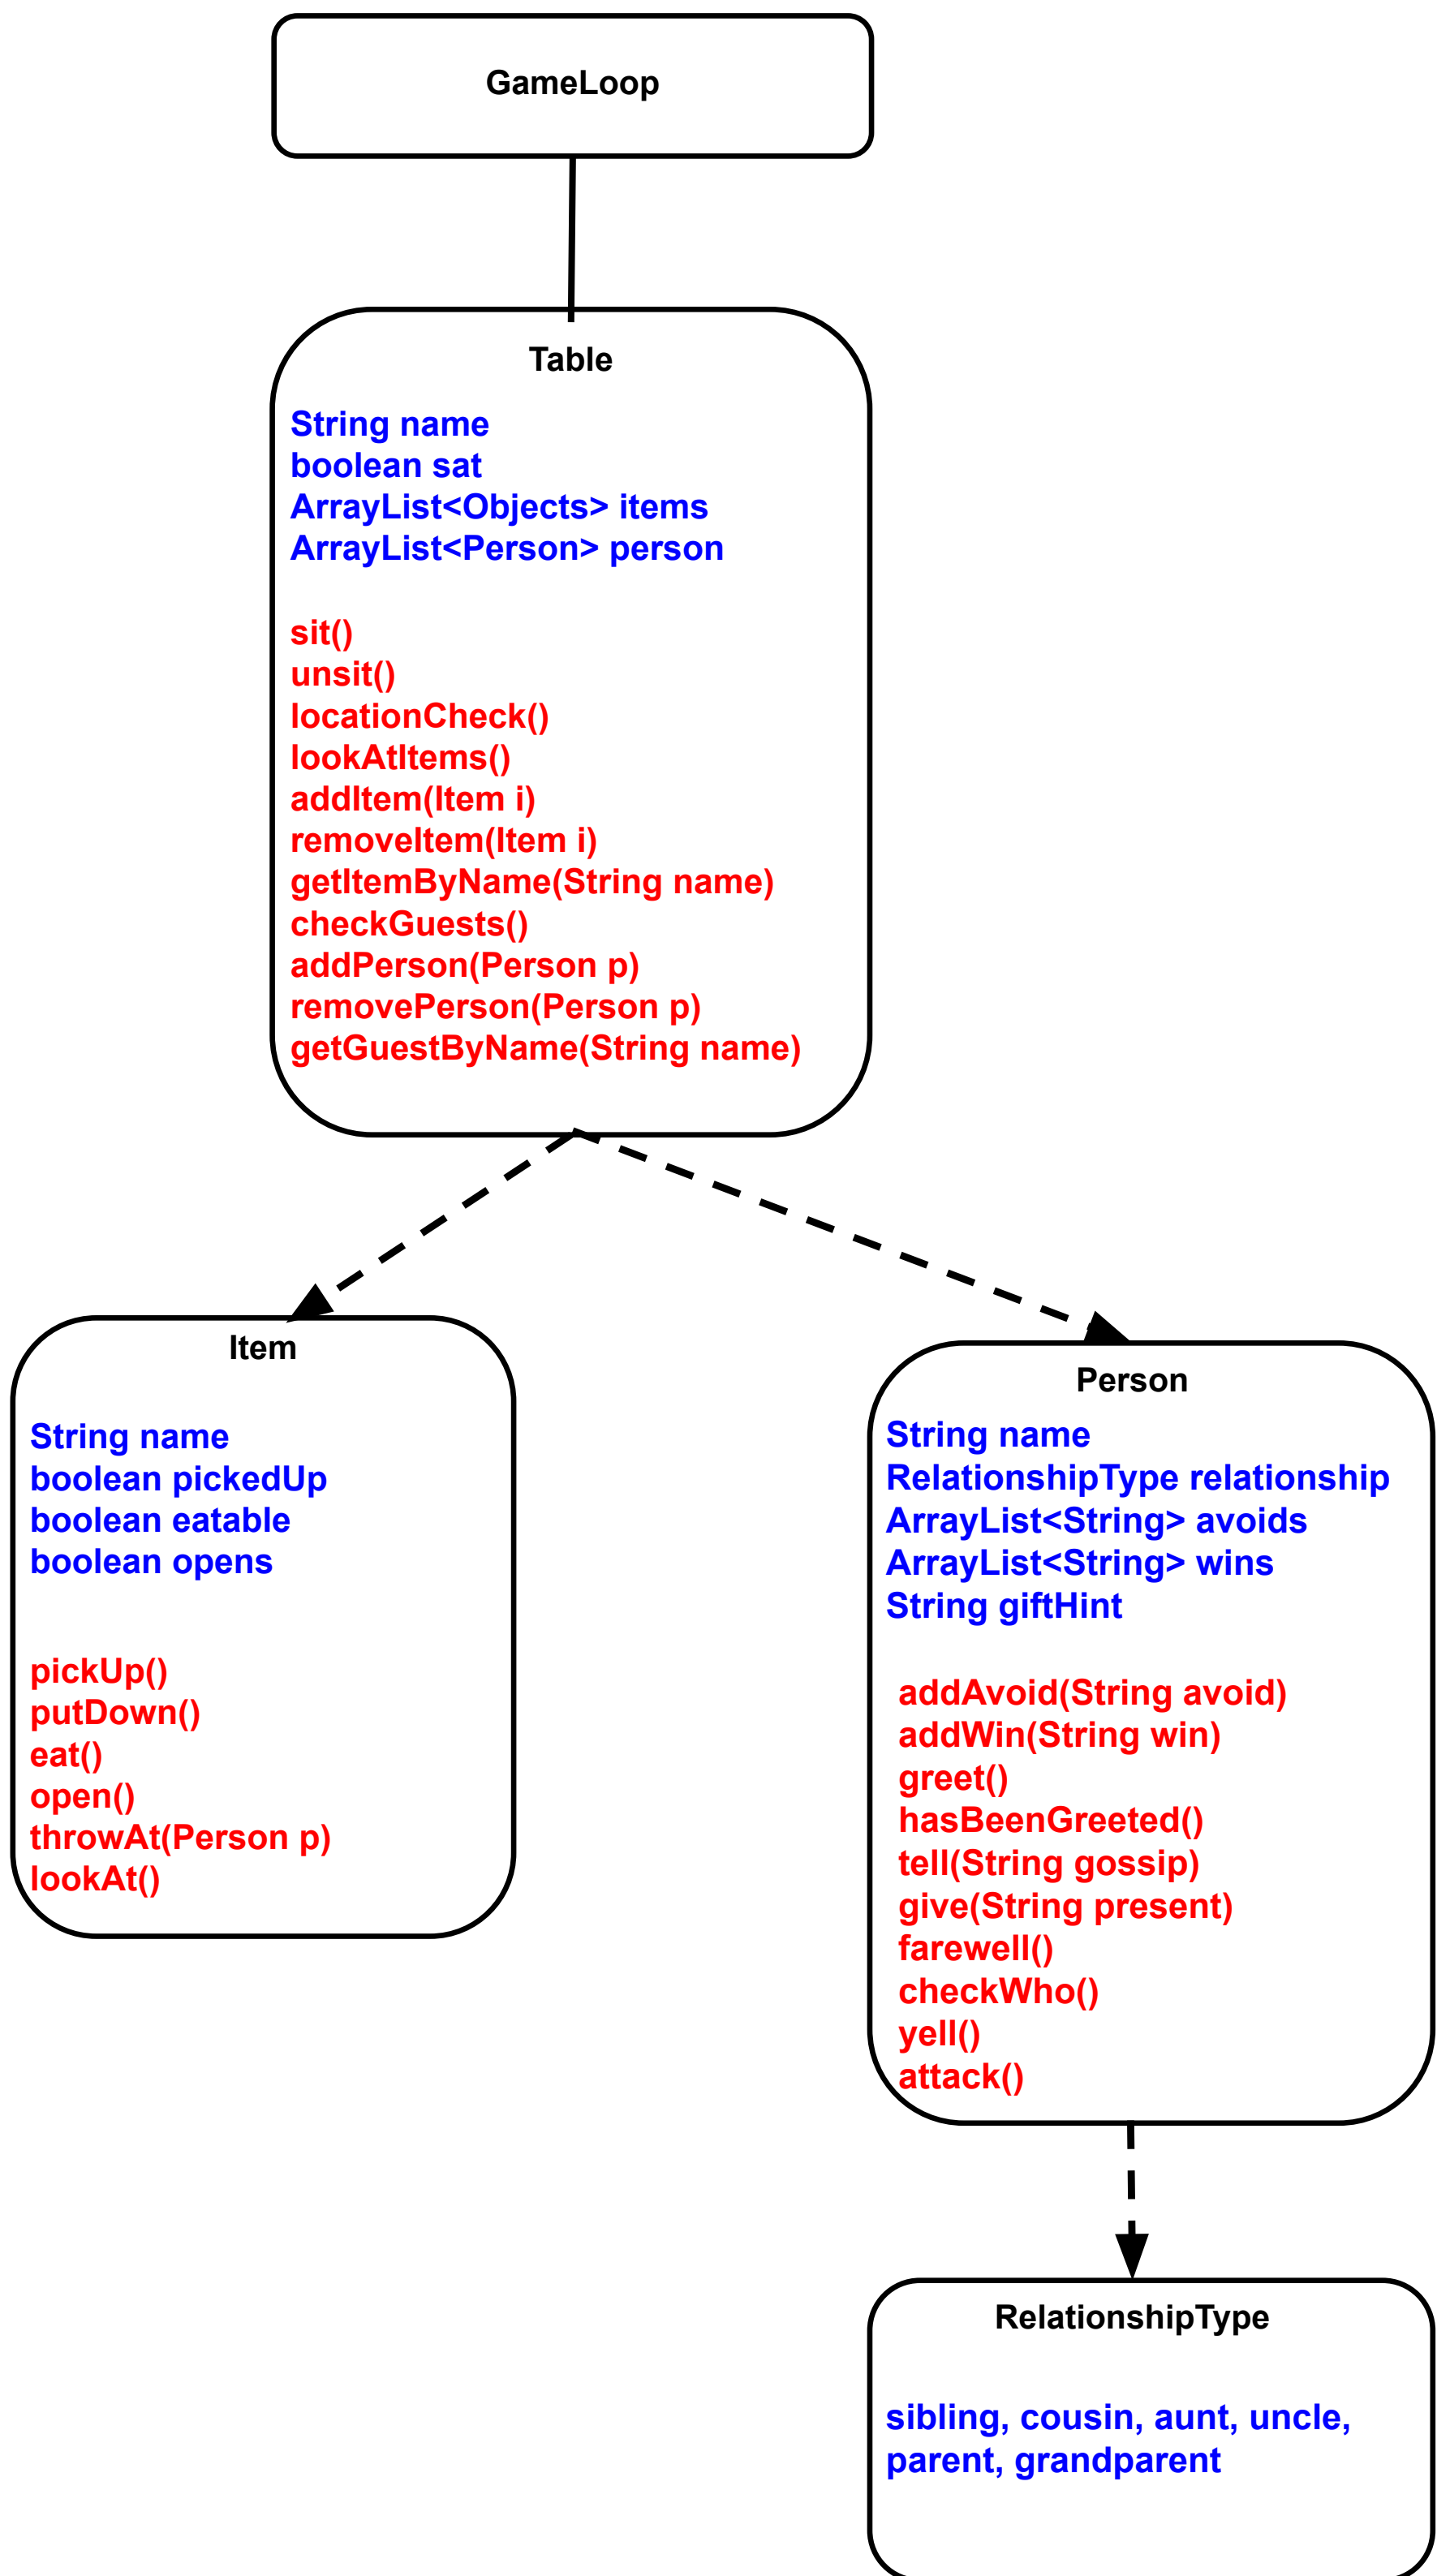 GameLoop
Table
String name
boolean sat
ArrayList<Objects> items
ArrayList<Person> person
sit()
unsit()
locationCheck()
lookAtItems()
addItem(Item i)
removeItem(Item i)
getItemByName(String name)
checkGuests()
addPerson(Person p)
removePerson(Person p)
getGuestByName(String name)
Item
String name
boolean pickedUp
boolean eatable
boolean opens
pickUp()
putDown()
eat()
open()
throwAt(Person p)
lookAt()
Person
String name
RelationshipType relationship
ArrayList<String> avoids
ArrayList<String> wins
String giftHint
addAvoid(String avoid)
addWin(String win)
greet()
hasBeenGreeted()
tell(String gossip)
give(String present)
farewell()
checkWho()
yell()
attack()
RelationshipType
sibling, cousin, aunt, uncle,
parent, grandparent